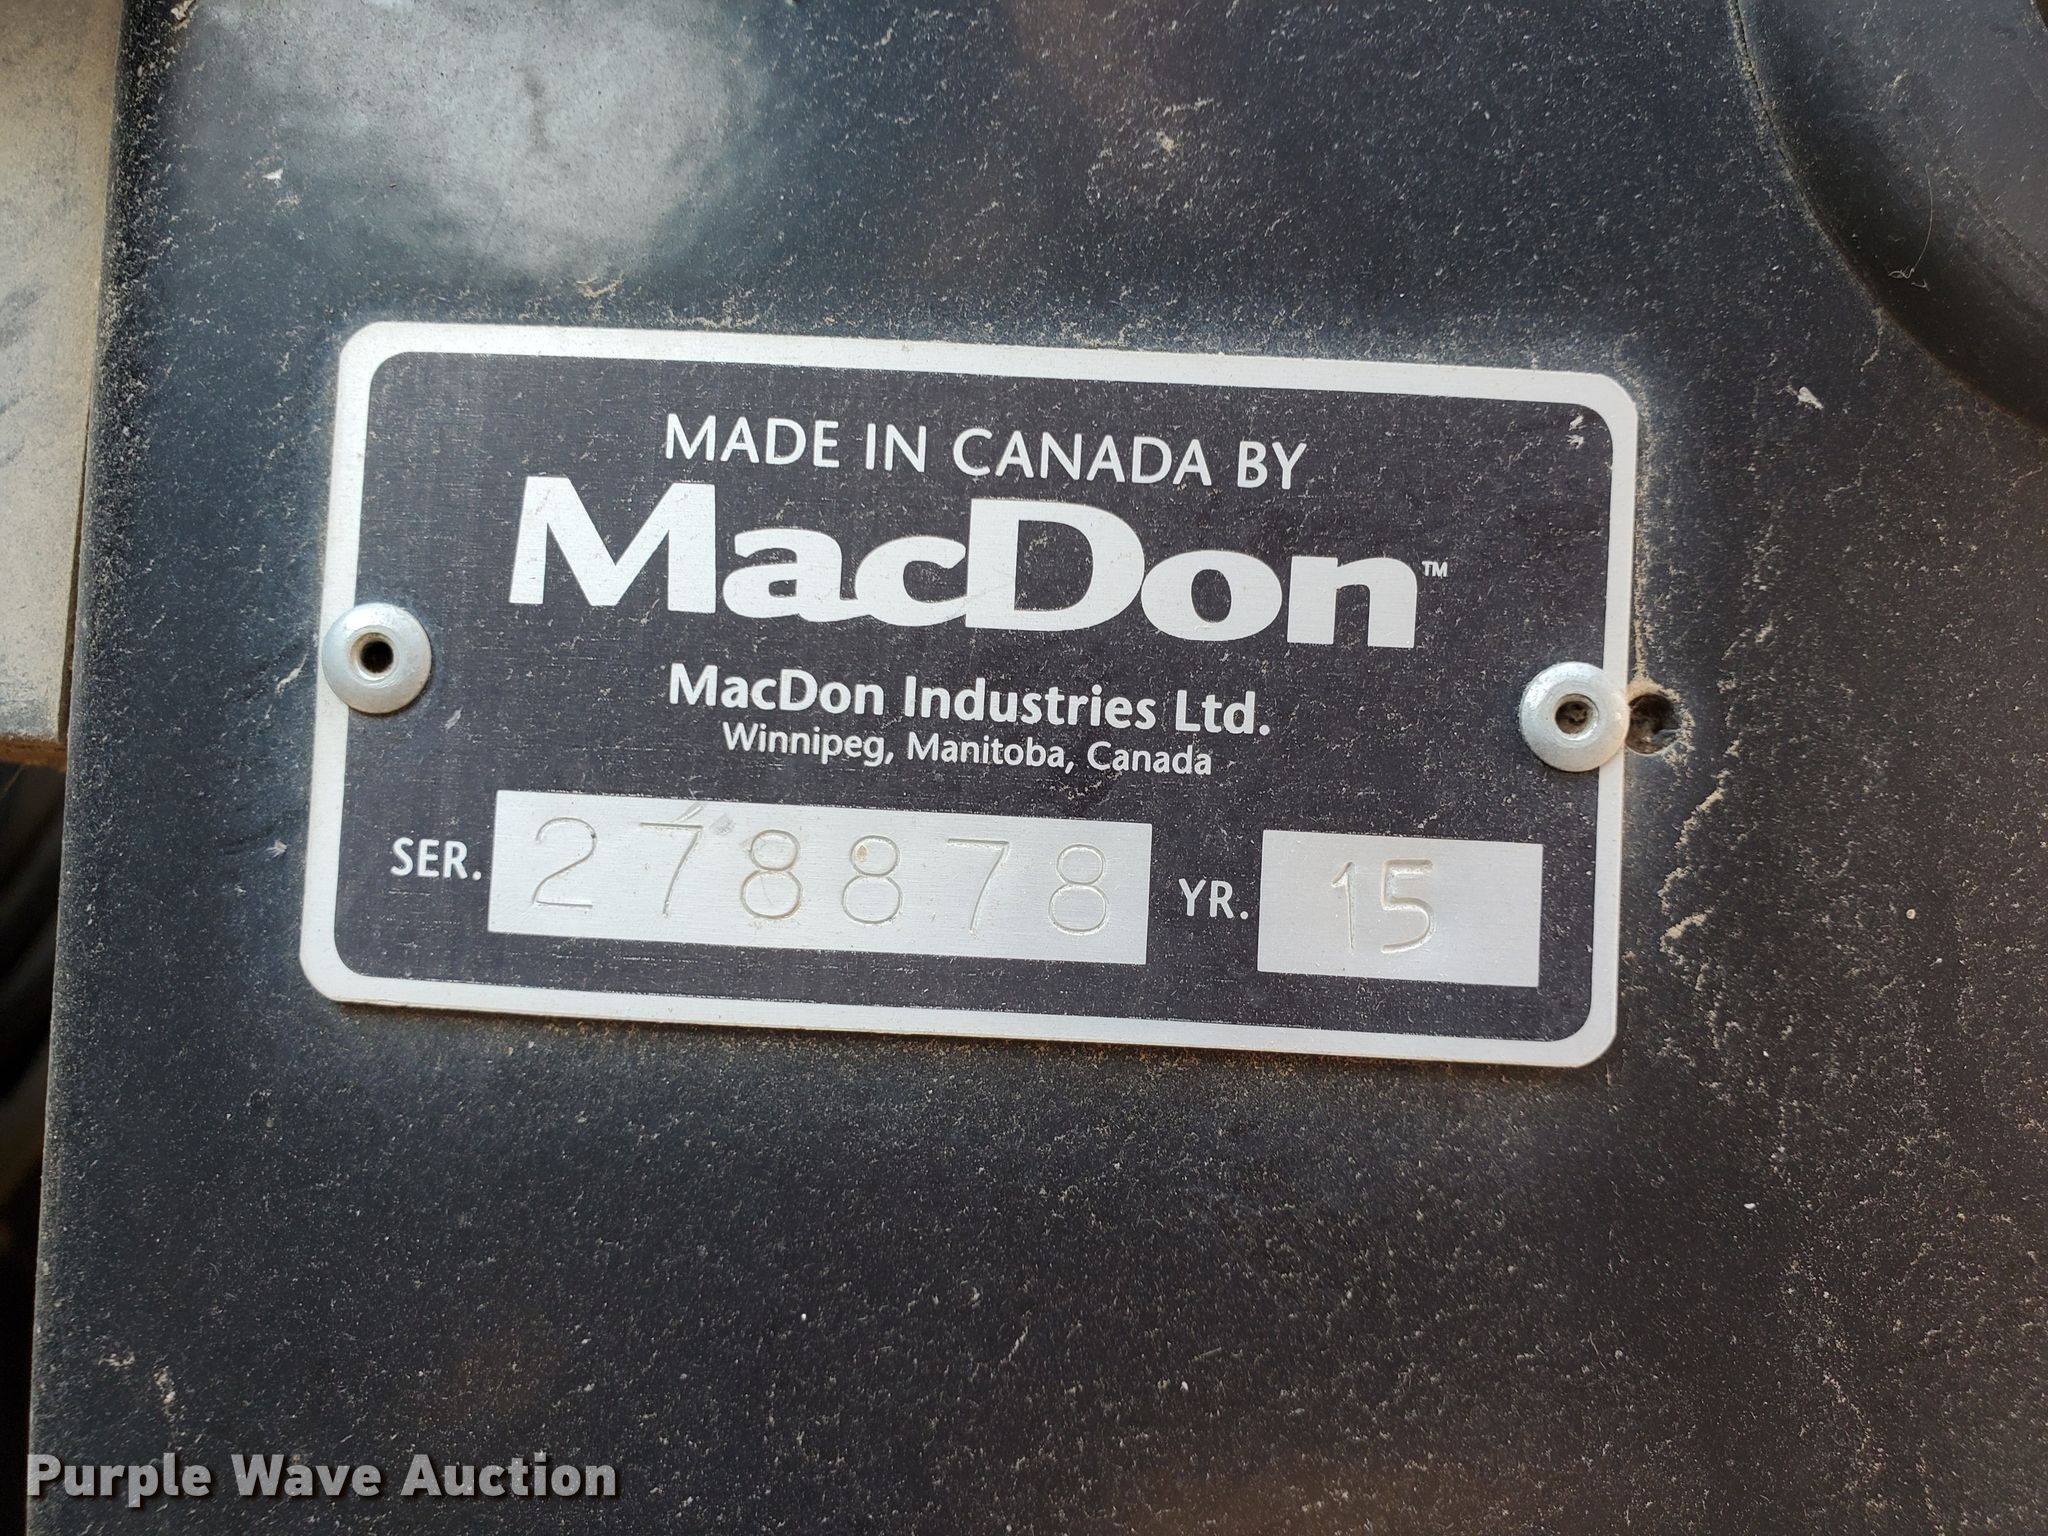 MADE IN CANADA BY
MacDon™
MacDon Industries Ltd.
Winnipeg, Manitoba, Canada
SER. 278878 YR. 15
Purple Wave Auction